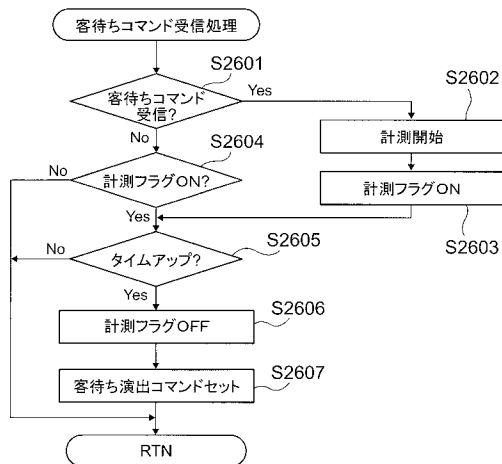 客待ちコマンド受信処理
S2601
客待ちコマンド
受信?
Yes
No
S2602
計測開始
S2604
計測フラグON?
No
Yes
計測フラグON
S2603
S2605
タイムアップ?
No
Yes
S2606
計測フラグOFF
S2607
客待ち演出コマンドセット
RTN